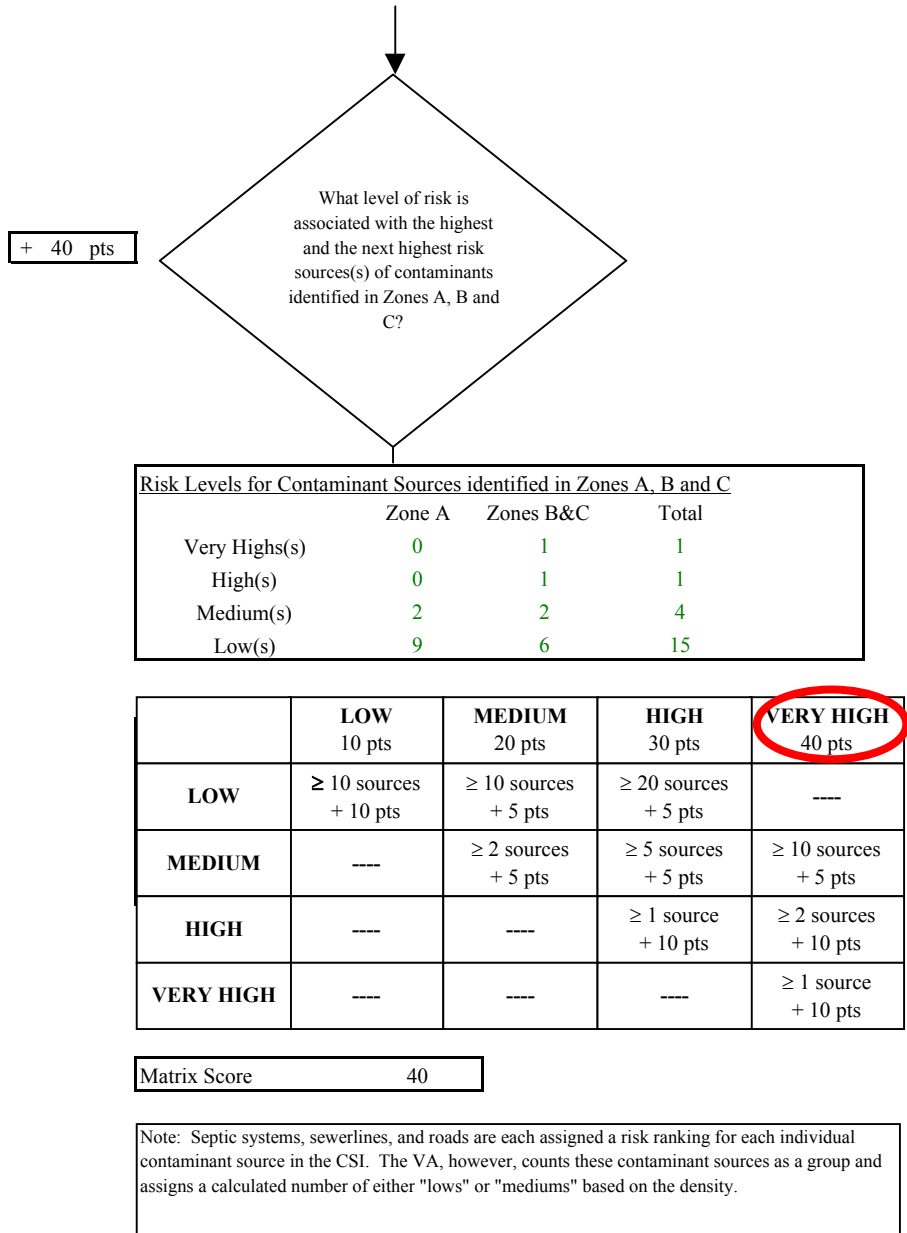 What level of risk is
associated with the highest
and the next highest risk
sources(s) of contaminants
identified in Zones A, B and
C?
+ 40 pts
Risk Levels for Contaminant Sources identified in Zones A, B and C
Zone A Zones B&C Total
Very Highs(s) 0 1 1
High(s) 0 1 1
Medium(s) 2 2 4
Low(s) 9 6 15
LOW MEDIUM HIGH VERY HIGH
10 pts 20 pts 30 pts 40 pts
LOW ≥ 10 sources + 10 pts ≥ 10 sources + 5 pts ≥ 20 sources + 5 pts ----
MEDIUM ---- ≥ 2 sources + 5 pts ≥ 5 sources + 5 pts ≥ 10 sources + 5 pts
HIGH ---- ---- ≥ 1 source + 10 pts ≥ 2 sources + 10 pts
VERY HIGH ---- ---- ---- ≥ 1 source + 10 pts
Matrix Score 40
Note: Septic systems, sewerlines, and roads are each assigned a risk ranking for each individual
contaminant source in the CSI. The VA, however, counts these contaminant sources as a group and
assigns a calculated number of either "lows" or "mediums" based on the density.